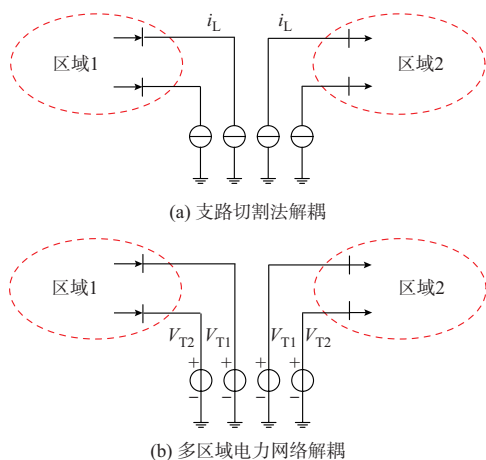 i_L i_L
区域1 区域2
(a) 支路切割法解耦
区域1 区域2
V_T2 V_T1 V_T1 V_T2
+ + + +
− − − −
(b) 多区域电力网络解耦